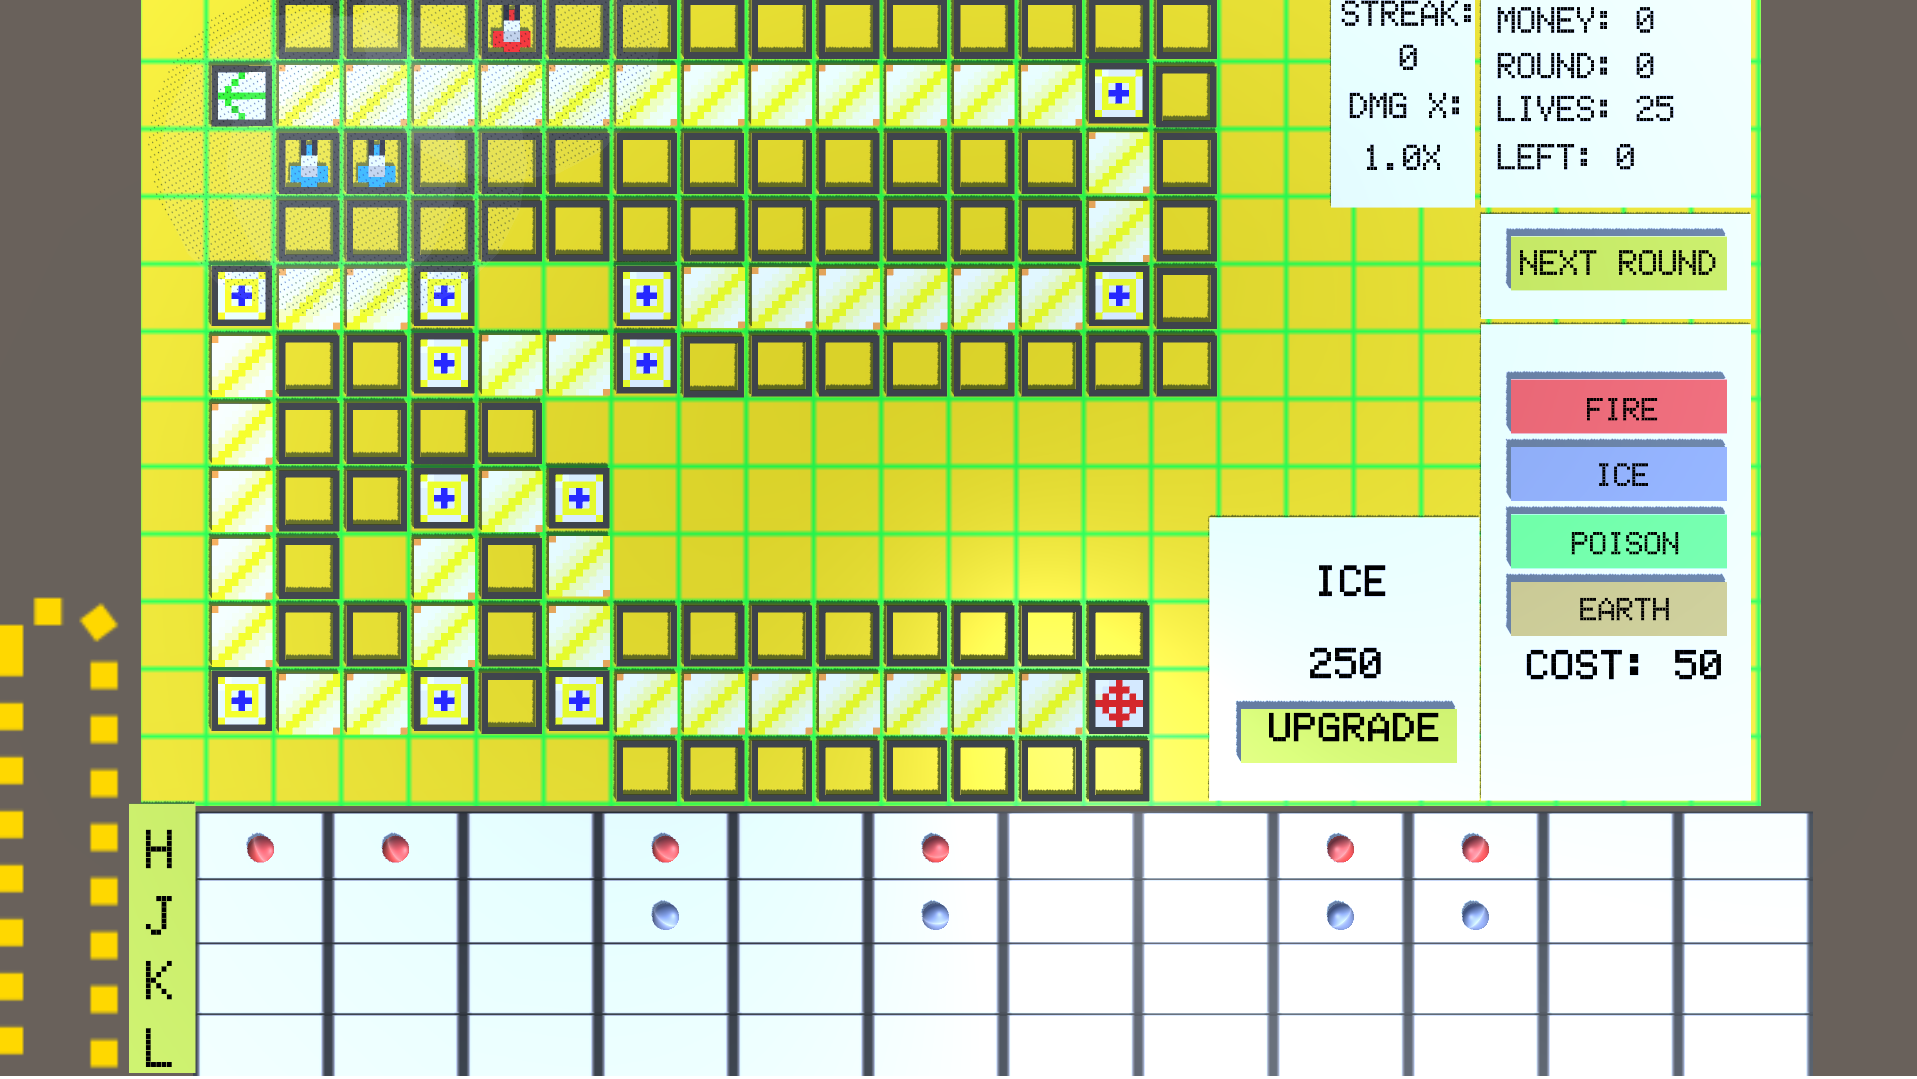 STREAK:
0
DMG X:
1.0X
MONEY: 0
ROUND: 0
LIVES: 25
LEFT: 0
NEXT ROUND
FIRE
ICE
POISON
EARTH
COST: 50
ICE
250
UPGRADE
H
J
K
L